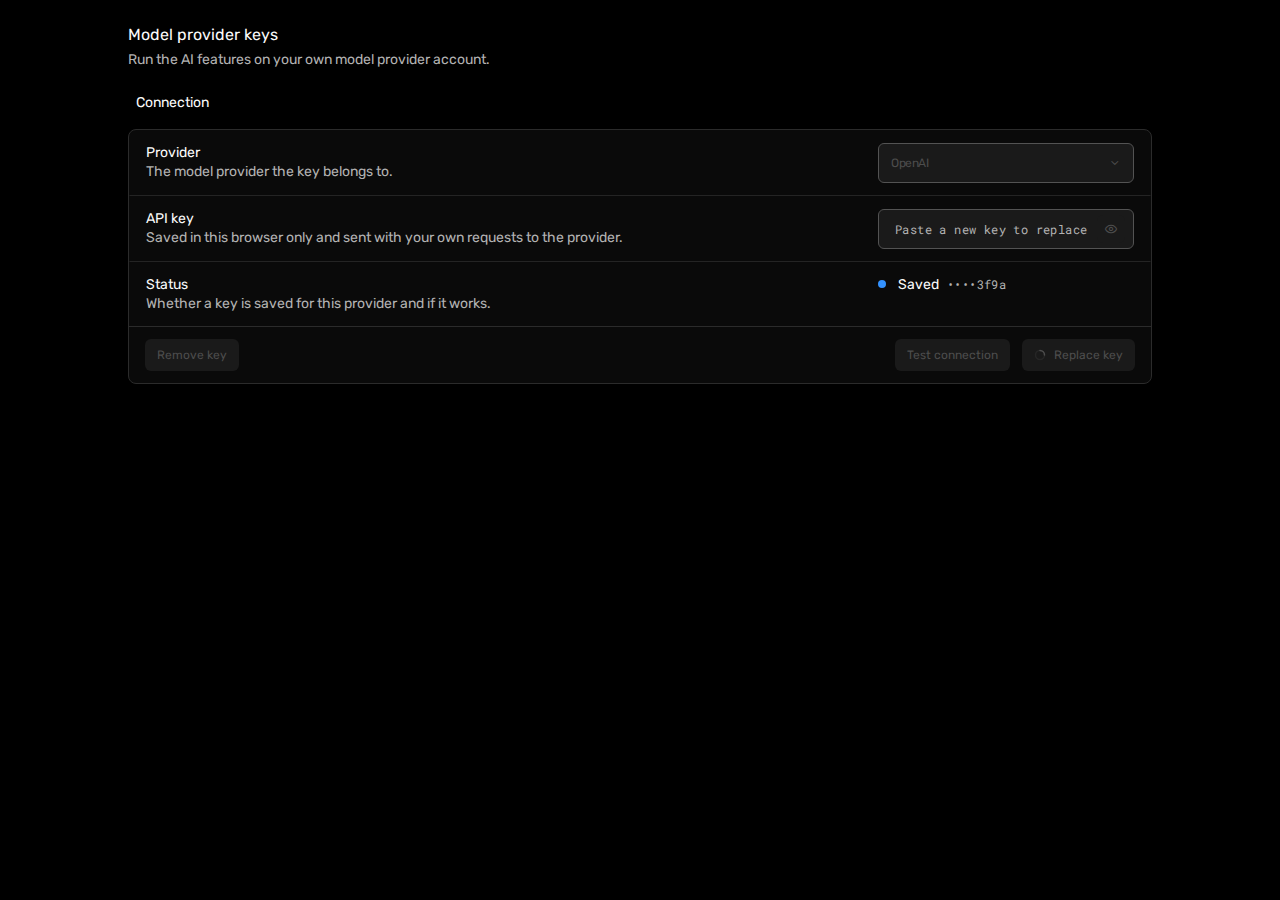 Model provider keys
Run the AI features on your own model provider account.
Connection
Provider
The model provider the key belongs to.
OpenAI
API key
Saved in this browser only and sent with your own requests to the provider.
Paste a new key to replace
Status
Whether a key is saved for this provider and if it works.
Saved ••••3f9a
Remove key
Test connection
Replace key